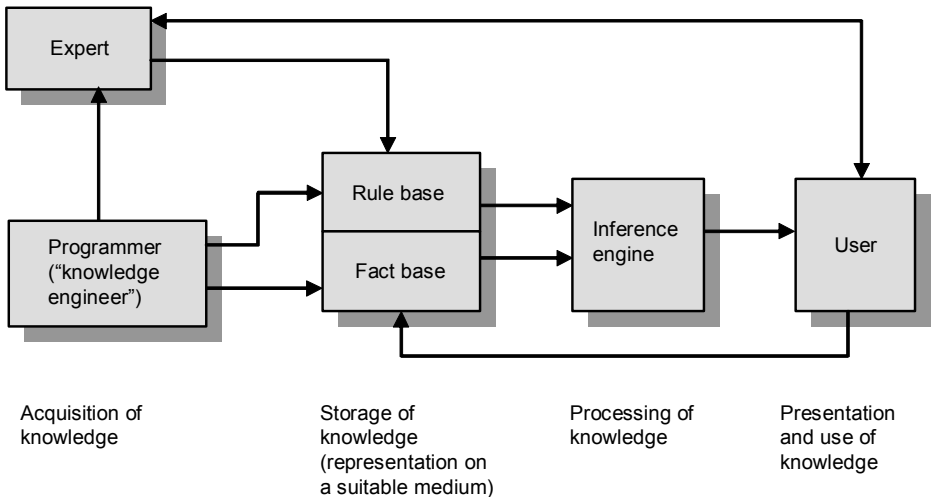 Expert
Rule base
Programmer
(“knowledge
engineer”)
Fact base
Inference
engine
User
Acquisition of
knowledge
Storage of
knowledge
(representation on
a suitable medium)
Processing of
knowledge
Presentation
and use of
knowledge